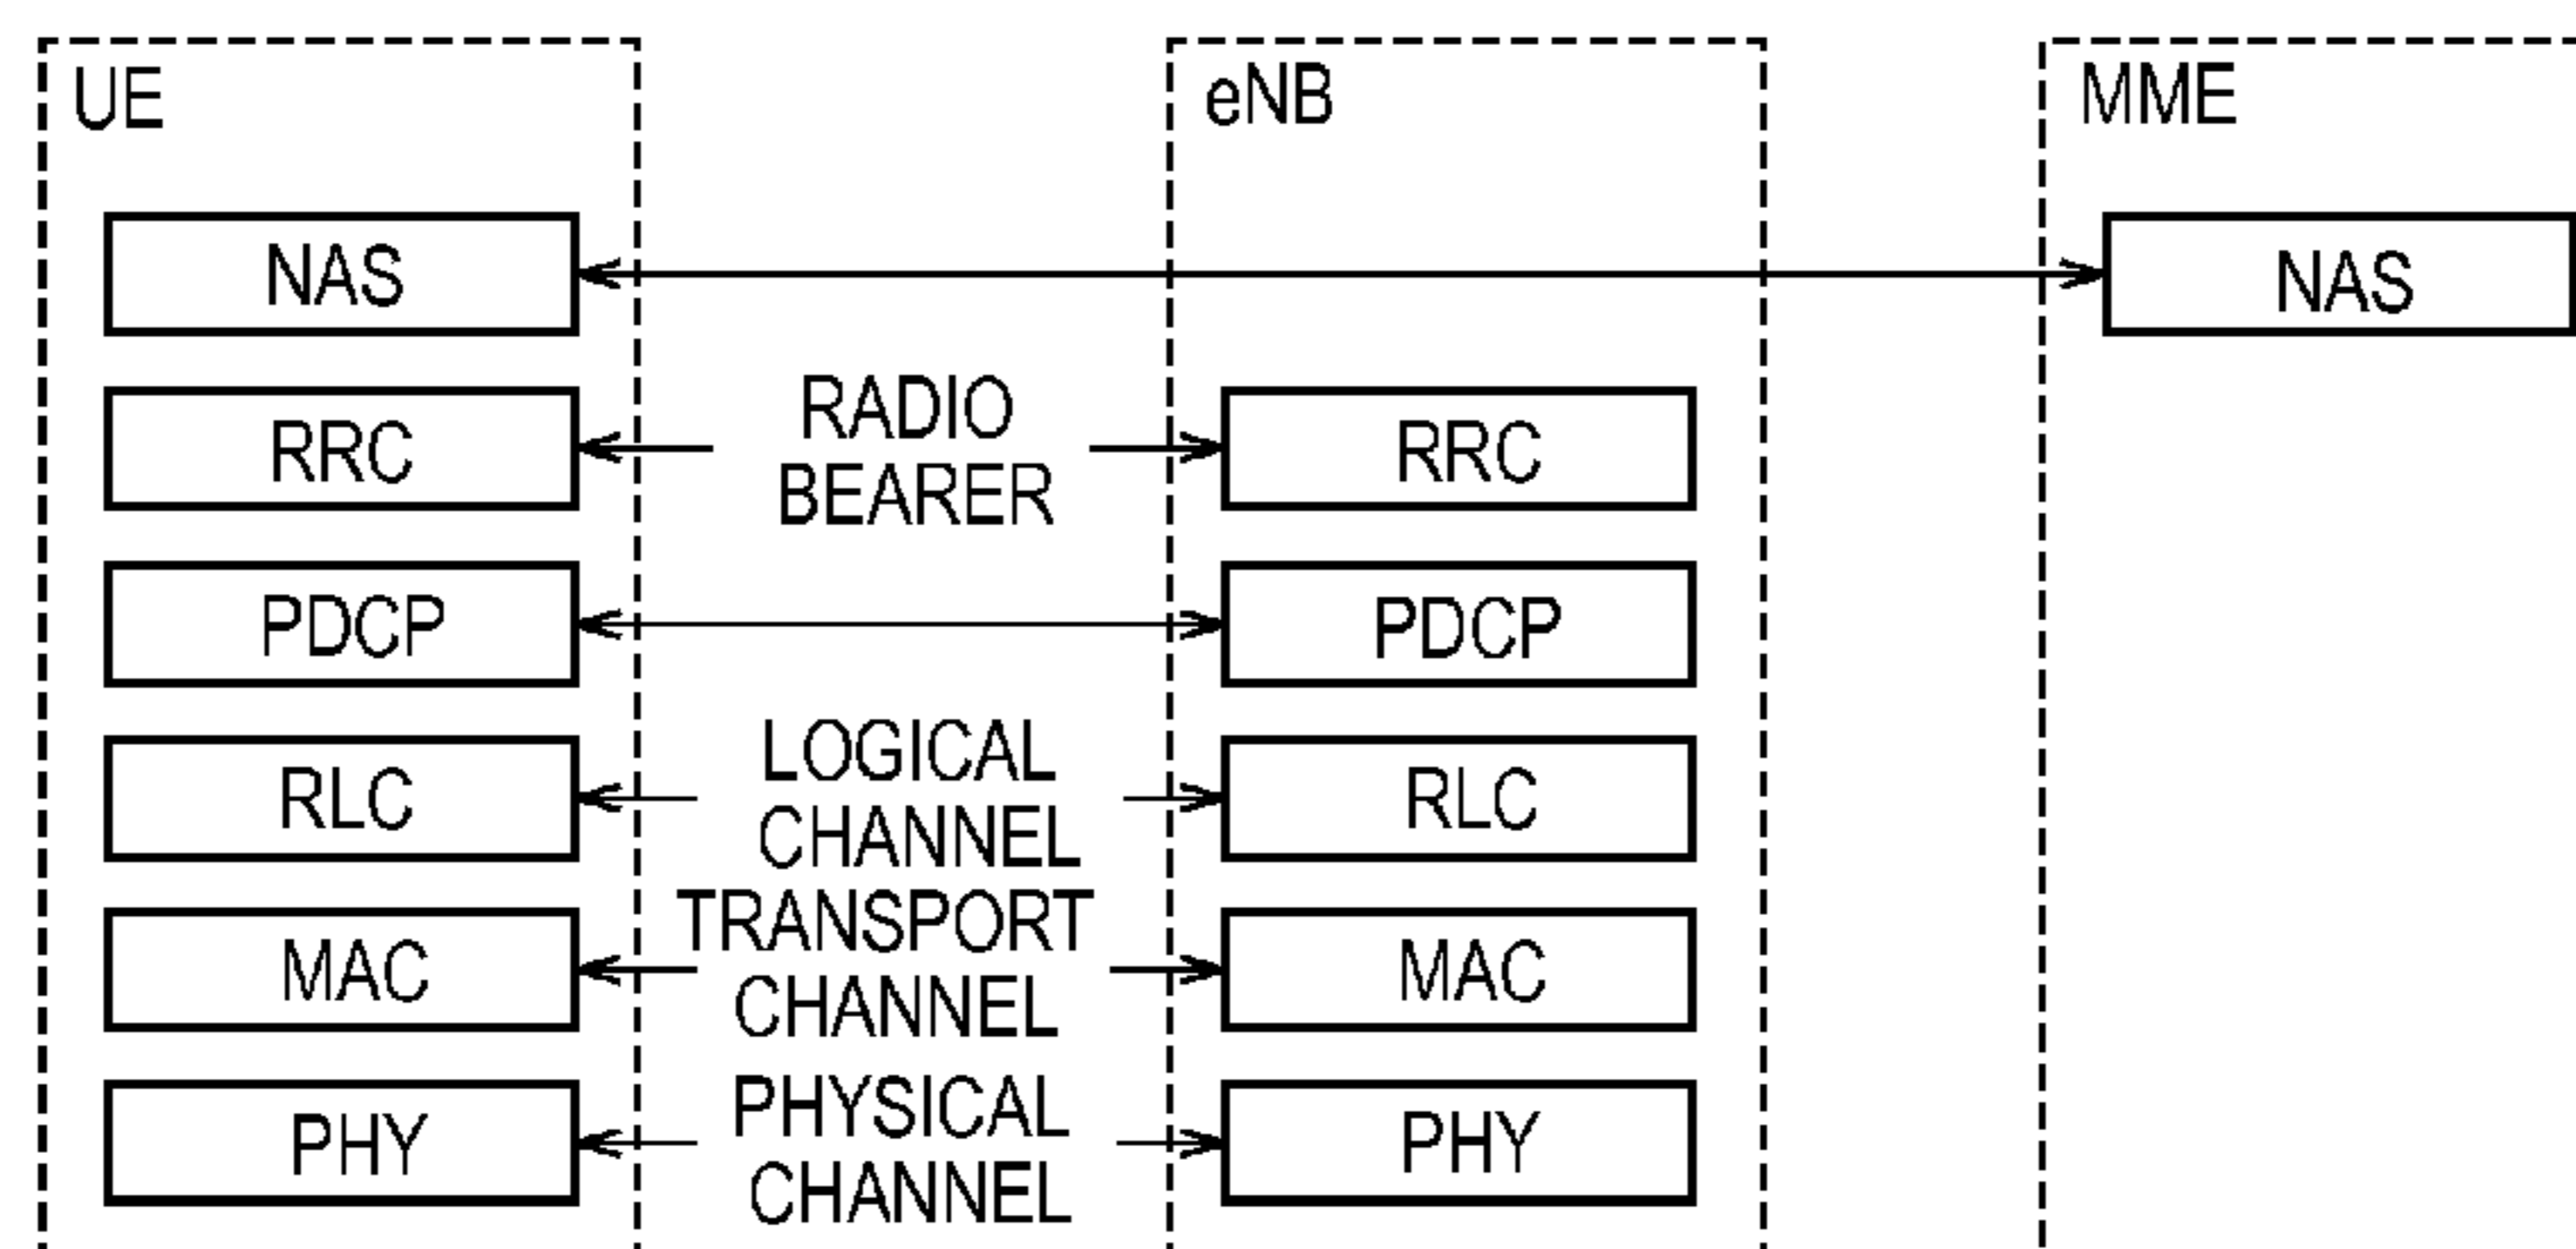 UE
eNB
MME
NAS
NAS
RRC
RADIO
BEARER
RRC
PDCP
PDCP
RLC
LOGICAL
CHANNEL
RLC
MAC
TRANSPORT
CHANNEL
MAC
PHY
PHYSICAL
CHANNEL
PHY